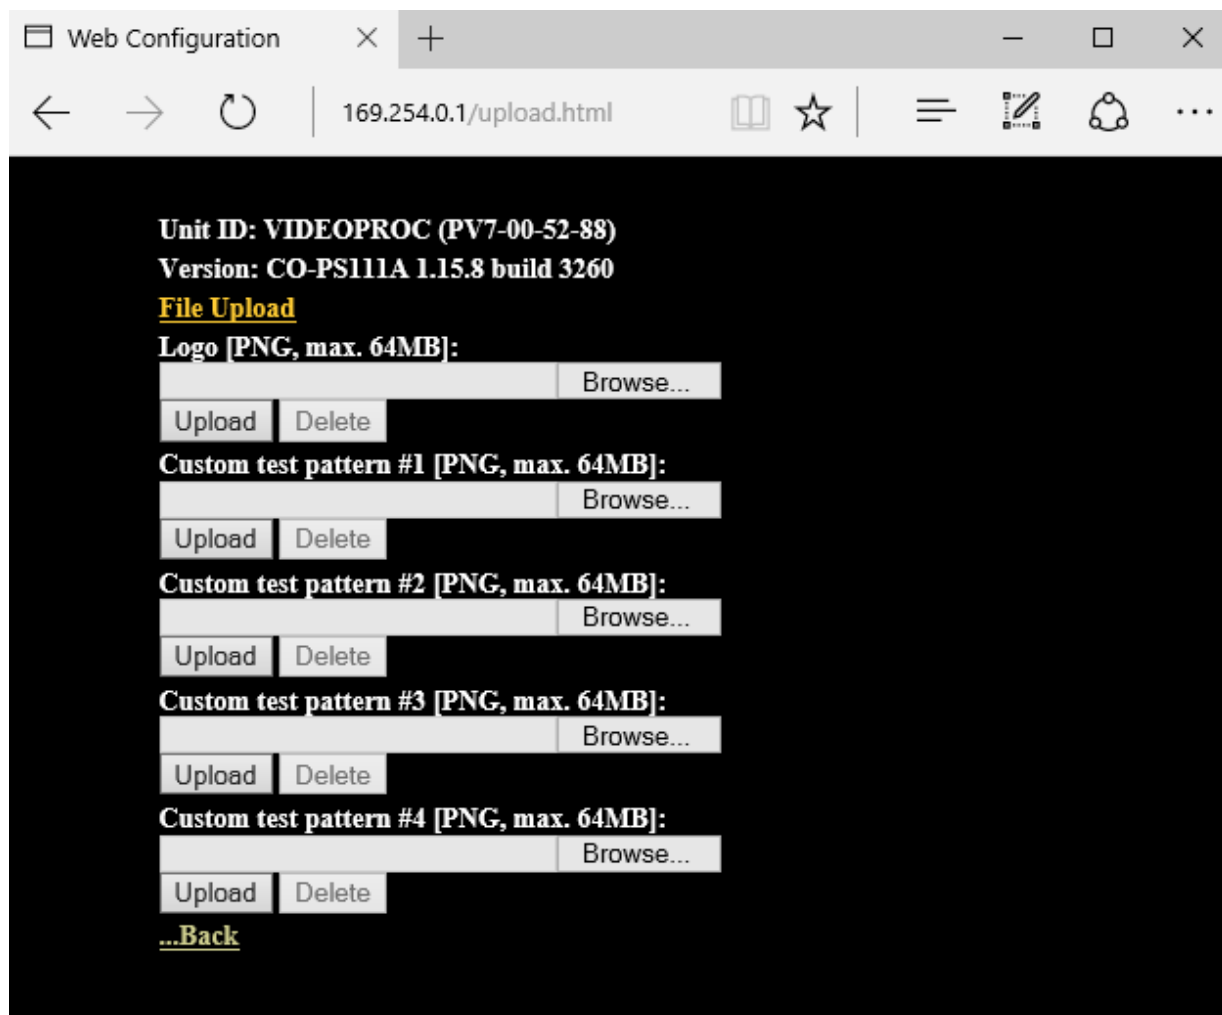 Web Configuration
169.254.0.1/upload.html
Unit ID: VIDEOPROC (PV7-00-52-88)
Version: CO-PS111A 1.15.8 build 3260
File Upload
Logo [PNG, max. 64MB]:
Browse...
Upload Delete
Custom test pattern #1 [PNG, max. 64MB]:
Browse...
Upload Delete
Custom test pattern #2 [PNG, max. 64MB]:
Browse...
Upload Delete
Custom test pattern #3 [PNG, max. 64MB]:
Browse...
Upload Delete
Custom test pattern #4 [PNG, max. 64MB]:
Browse...
Upload Delete
...Back